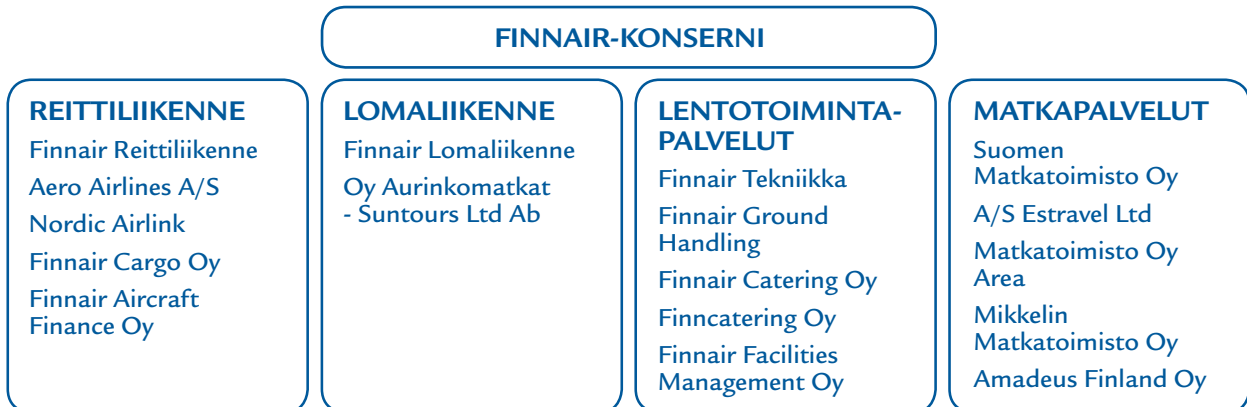 FINNAIR-KONSERNI
REITTILIIKENNE
Finnair Reittiliikenne
Aero Airlines A/S
Nordic Airlink
Finnair Cargo Oy
Finnair Aircraft
Finance Oy
LOMALIIKENNE
Finnair Lomaliikenne
Oy Aurinkomatkat
- Suntours Ltd Ab
LENTOTOIMINTA-
PALVELUT
Finnair Tekniikka
Finnair Ground
Handling
Finnair Catering Oy
Finncatering Oy
Finnair Facilities
Management Oy
MATKAPALVELUT
Suomen
Matkatoimisto Oy
A/S Estravel Ltd
Matkatoimisto Oy
Area
Mikkelin
Matkatoimisto Oy
Amadeus Finland Oy